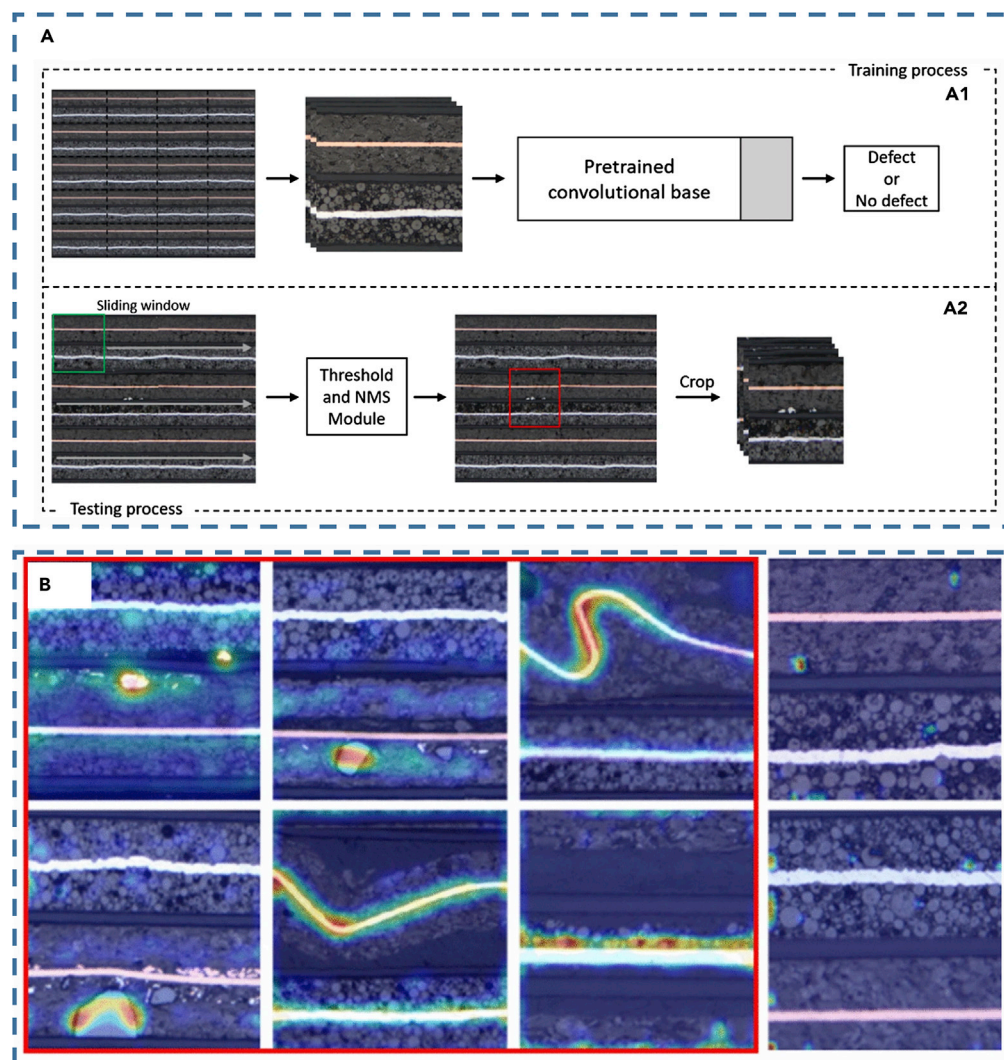 A
Training process
A1
Pretrained
convolutional base
Defect
or
No defect
Sliding window
A2
Threshold
and NMS
Module
Crop
Testing process
B